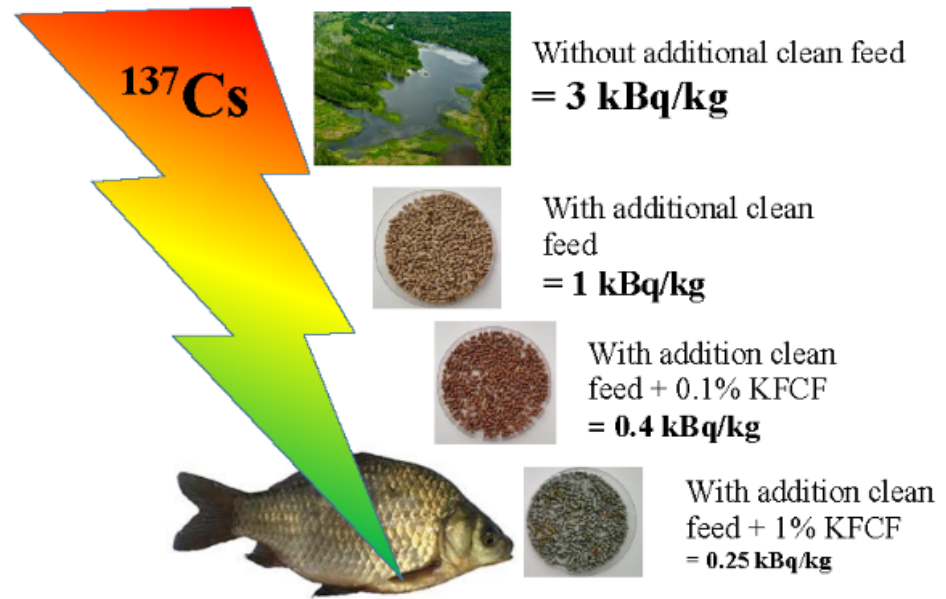 ¹³⁷Cs
Without additional clean feed
= 3 kBq/kg
With additional clean
feed
= 1 kBq/kg
With addition clean
feed + 0.1% KFCF
= 0.4 kBq/kg
With addition clean
feed + 1% KFCF
= 0.25 kBq/kg